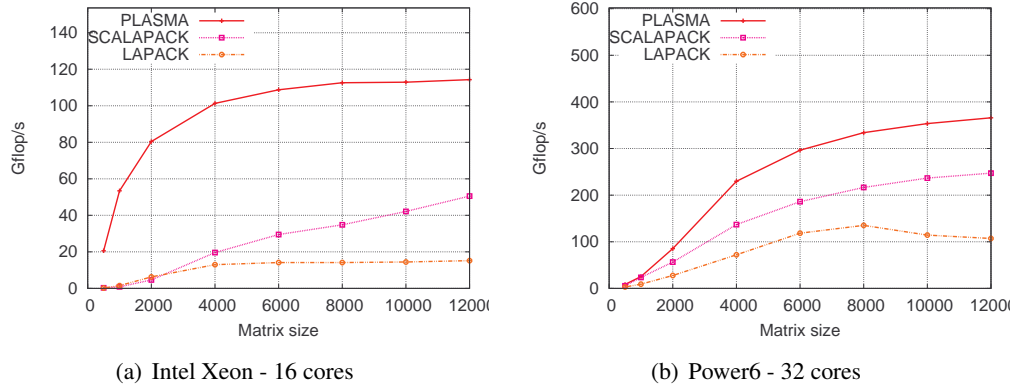 PLASMA
SCALAPACK
LAPACK
140
120
100
80
60
40
20
0
Gflop/s
0 2000 4000 6000 8000 10000 1200
Matrix size
(a) Intel Xeon - 16 cores
PLASMA
SCALAPACK
LAPACK
600
500
400
300
200
100
0
Gflop/s
0 2000 4000 6000 8000 10000 1200
Matrix size
(b) Power6 - 32 cores